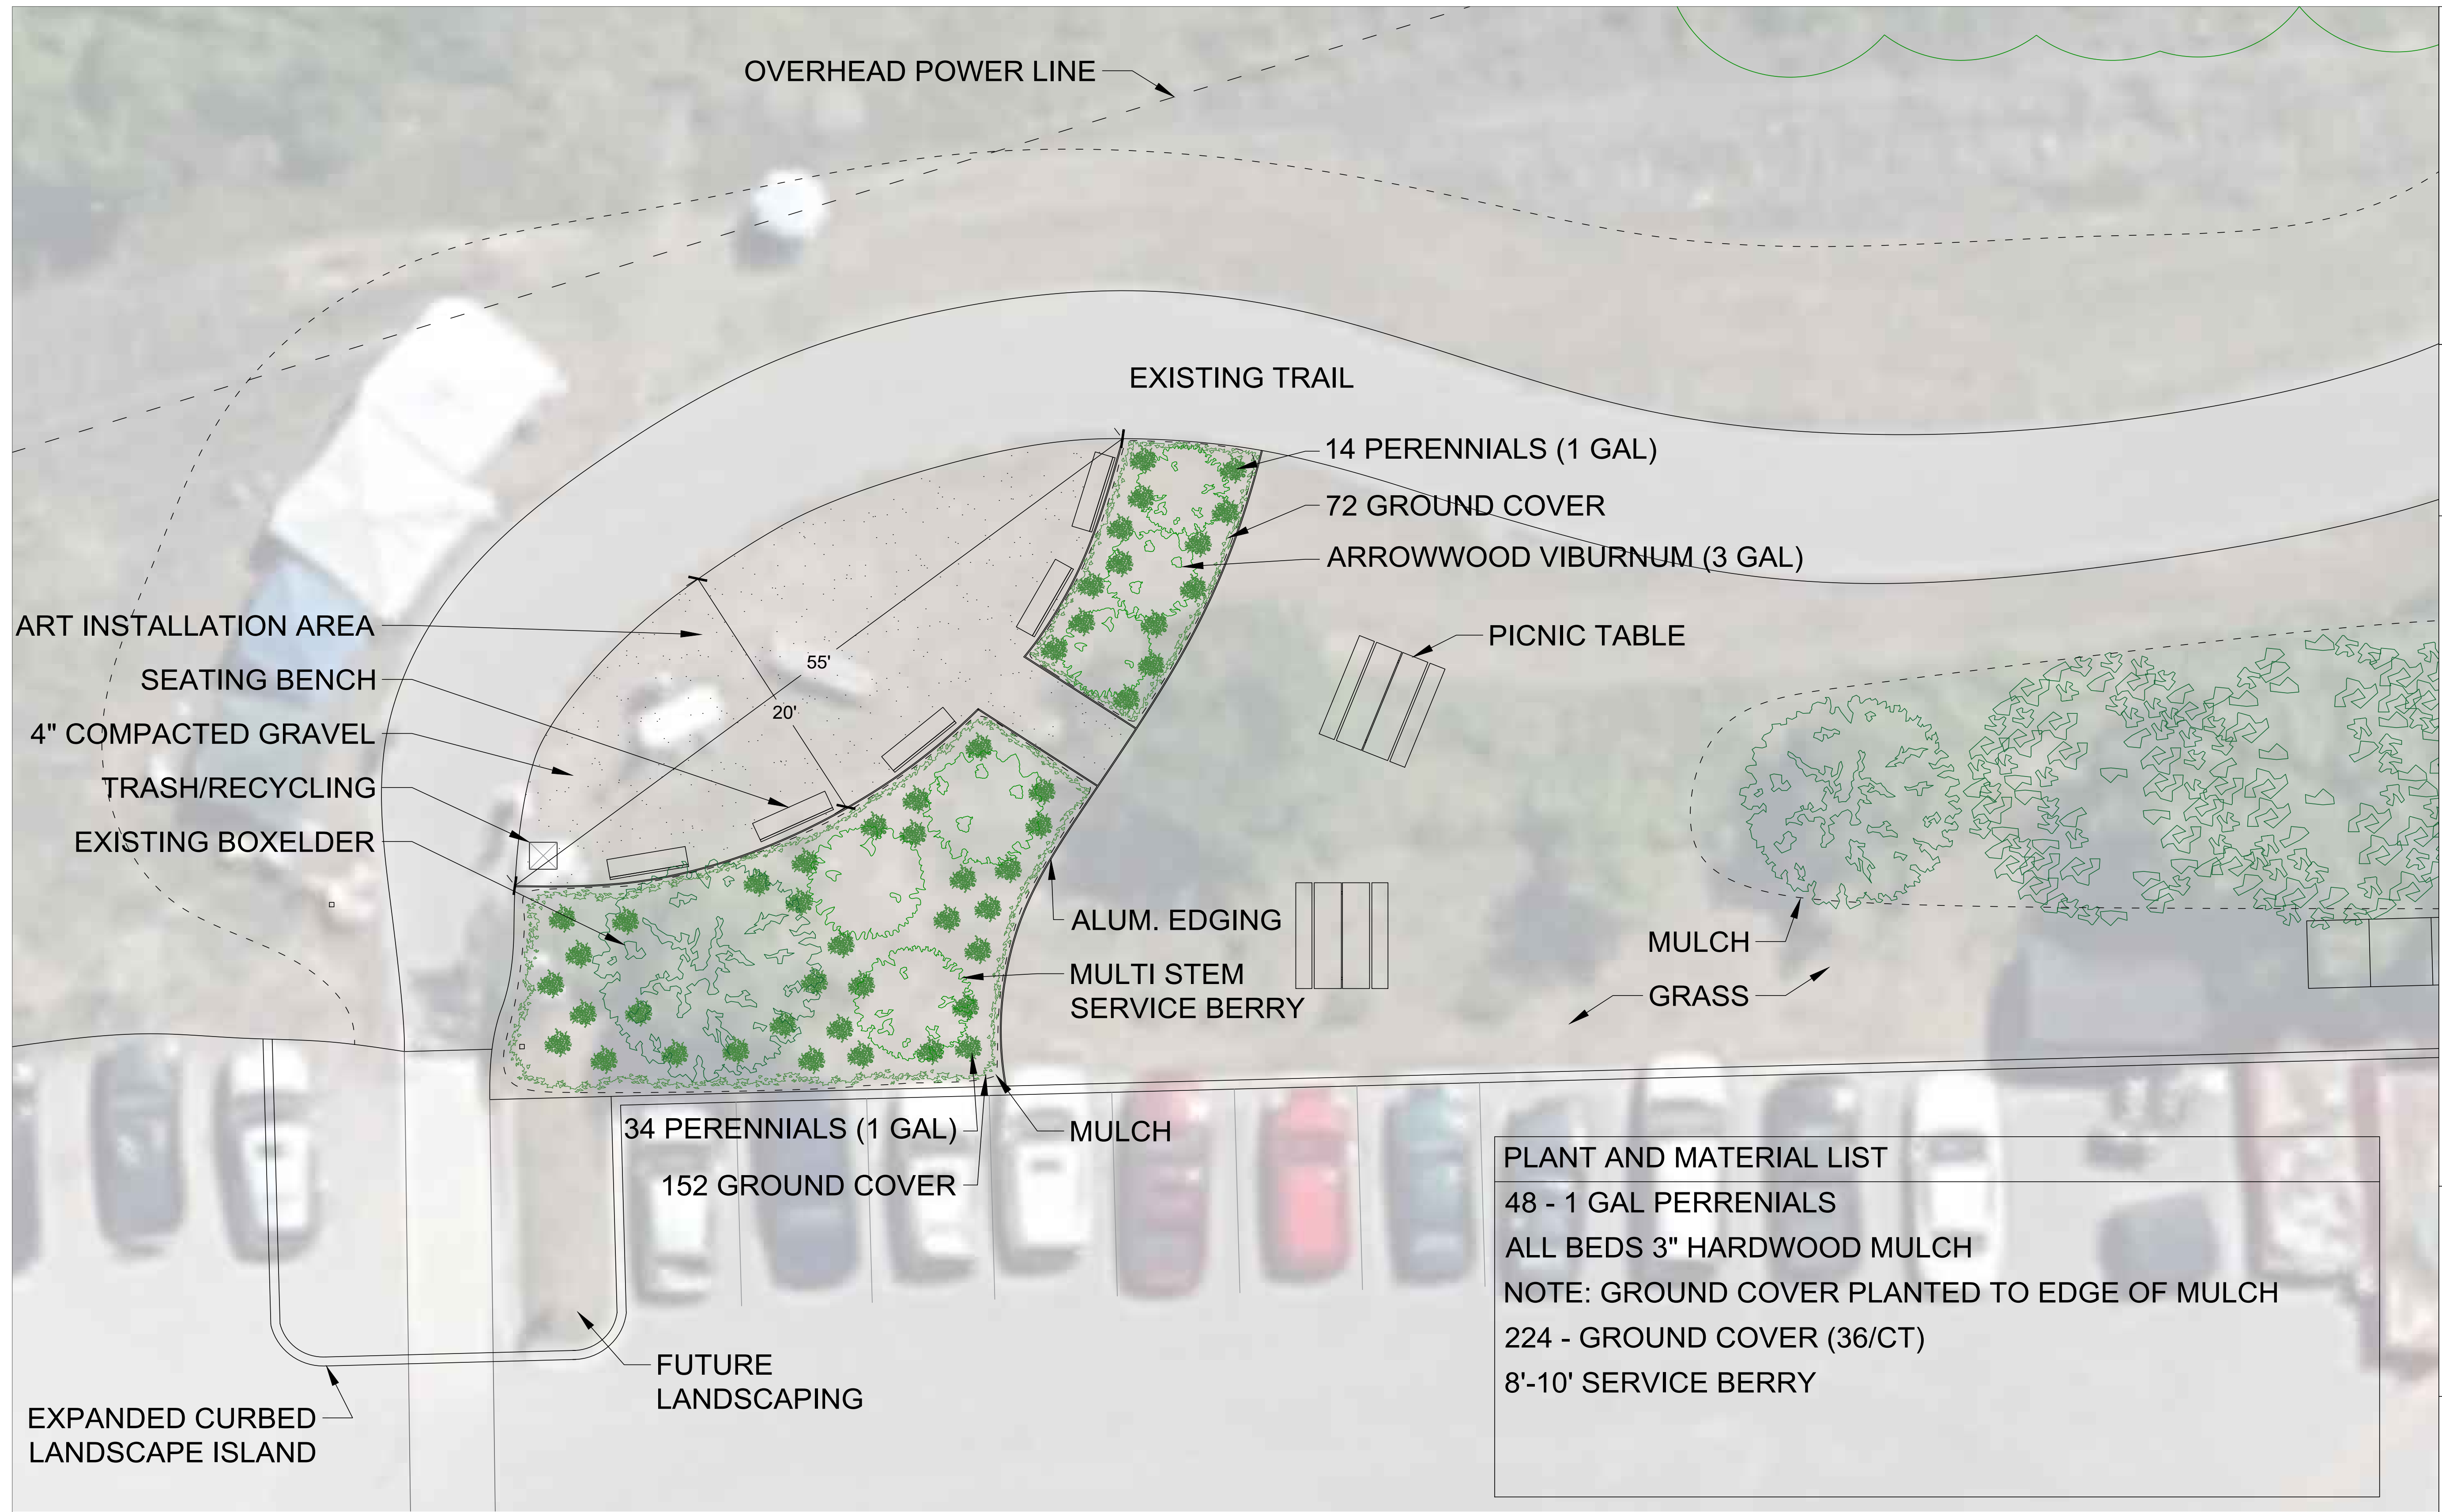 OVERHEAD POWER LINE
EXISTING TRAIL
14 PERENNIALS (1 GAL)
72 GROUND COVER
ARROWWOOD VIBURNUM (3 GAL)
ART INSTALLATION AREA
PICNIC TABLE
55'
SEATING BENCH
20'
4" COMPACTED GRAVEL
TRASH/RECYCLING
EXISTING BOXELDER
ALUM. EDGING
MULCH
MULTI STEM
SERVICE BERRY
GRASS
34 PERENNIALS (1 GAL)
MULCH
152 GROUND COVER
PLANT AND MATERIAL LIST
48 - 1 GAL PERRENIALS
ALL BEDS 3" HARDWOOD MULCH
NOTE: GROUND COVER PLANTED TO EDGE OF MULCH
224 - GROUND COVER (36/CT)
8'-10' SERVICE BERRY
FUTURE
LANDSCAPING
EXPANDED CURBED
LANDSCAPE ISLAND